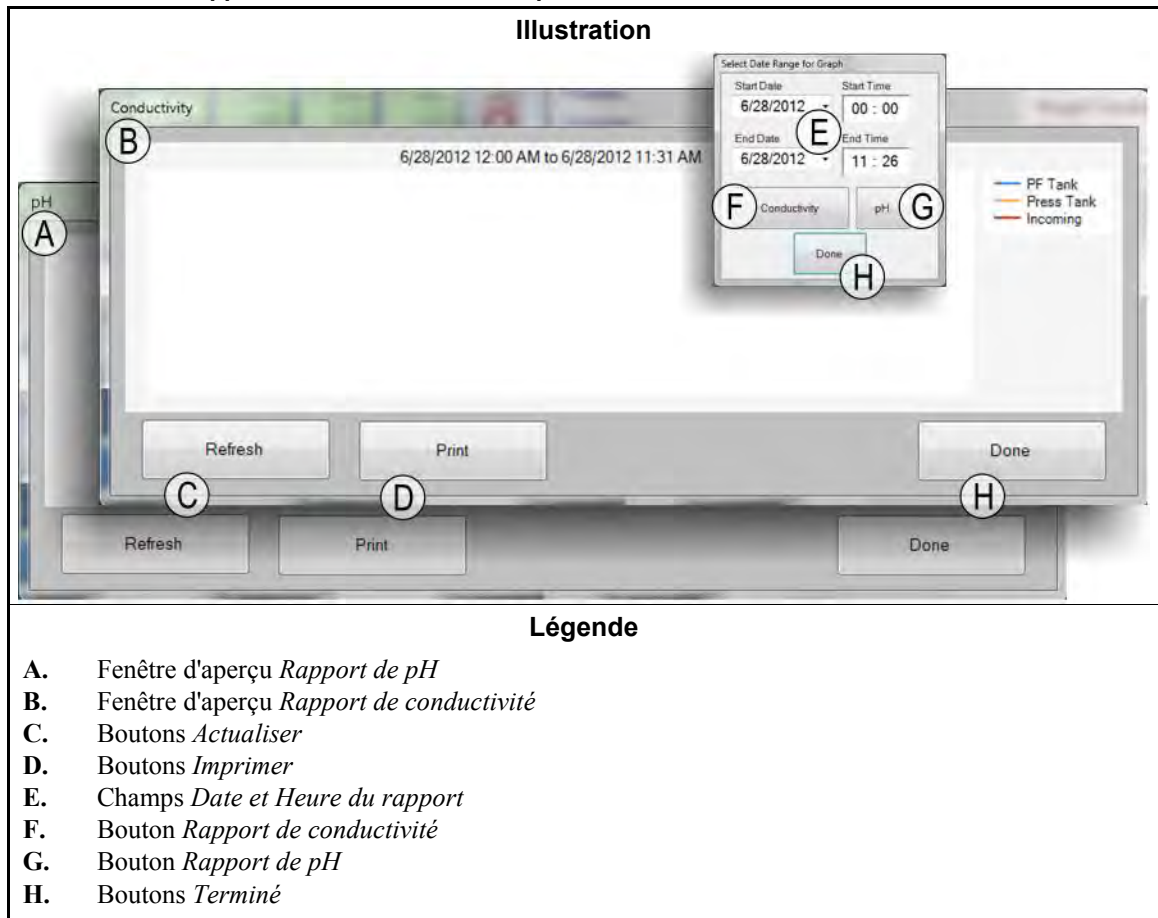 Illustration
Select Date Range for Graph
Start Date Start Time
6/28/2012 00 : 00
E
End Date End Time
6/28/2012 11 : 26
F Conductivity pH G
Done
H
Conductivity
B
6/28/2012 12:00 AM to 6/28/2012 11:31 AM
PF Tank
Press Tank
Incoming
pH
A
Refresh Print Done
C D H
Refresh Print Done
Légende
A. Fenêtre d'aperçu Rapport de pH
B. Fenêtre d'aperçu Rapport de conductivité
C. Boutons Actualiser
D. Boutons Imprimer
E. Champs Date et Heure du rapport
F. Bouton Rapport de conductivité
G. Bouton Rapport de pH
H. Boutons Terminé